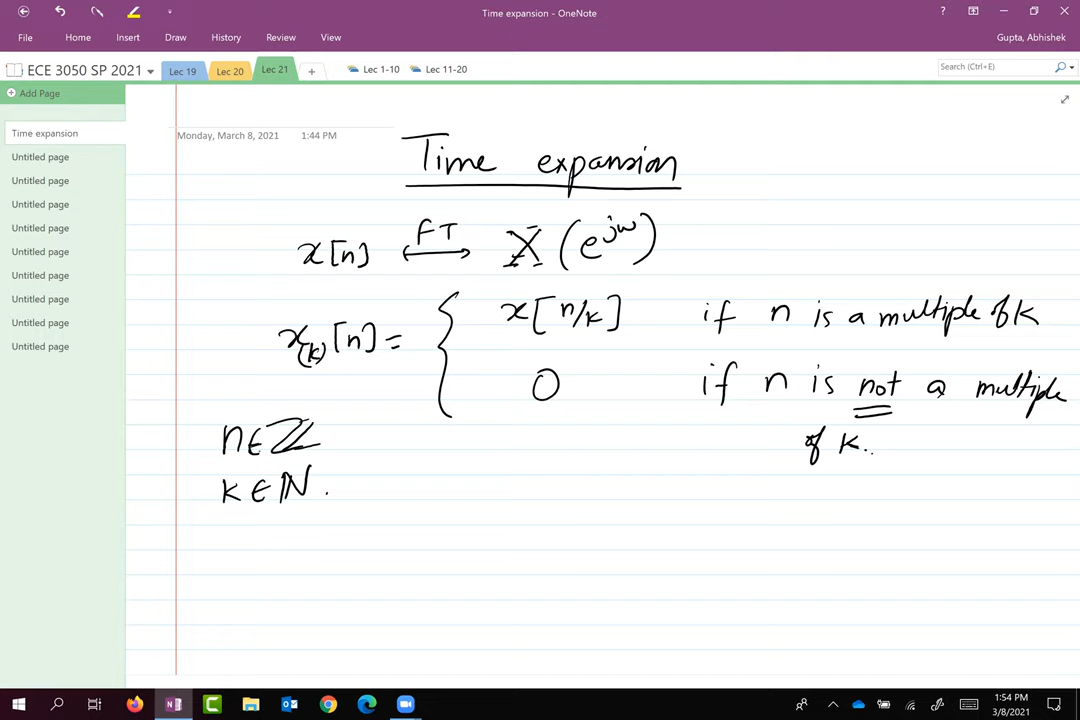 Time expansion - OneNote
File Home Insert Draw History Review View
Gupta, Abhishek
ECE 3050 SP 2021 Lec 19 Lec 20 Lec 21 Lec 1-10 Lec 11-20
Search (Ctrl+E)
Add Page
Time expansion
Untitled page
Untitled page
Untitled page
Untitled page
Untitled page
Untitled page
Untitled page
Untitled page
Untitled page
Monday, March 8, 2021 1:44 PM
Time expansion
x[n] ⟷ FT X(e^{jω})
x_{(k)}[n] = { x[n/k] if n is a multiple of k
0 if n is not a multiple
of k..
n ∈ ℤ
k ∈ ℕ.
1:54 PM
3/8/2021